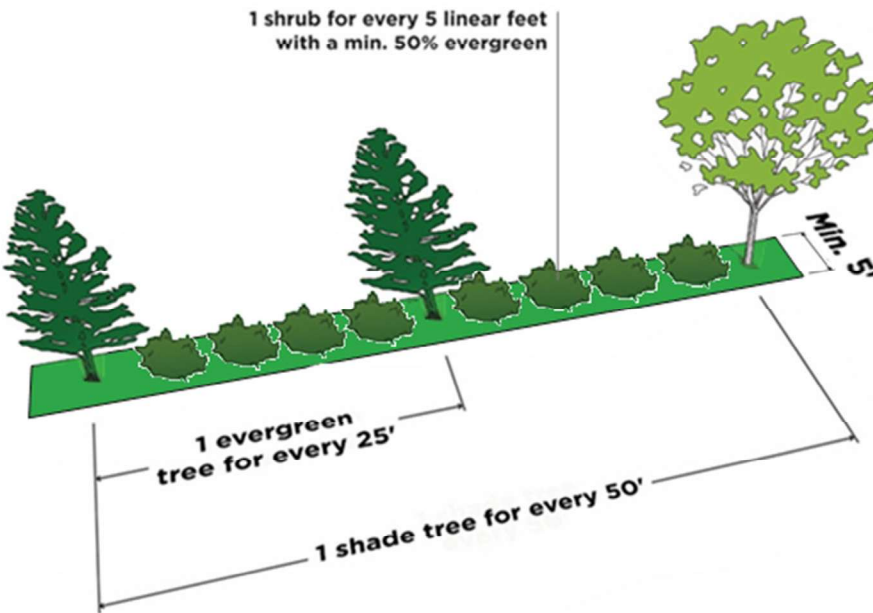 1 shrub for every 5 linear feet
with a min. 50% evergreen
Min. 5'
1 evergreen
tree for every 25'
1 shade tree for every 50'